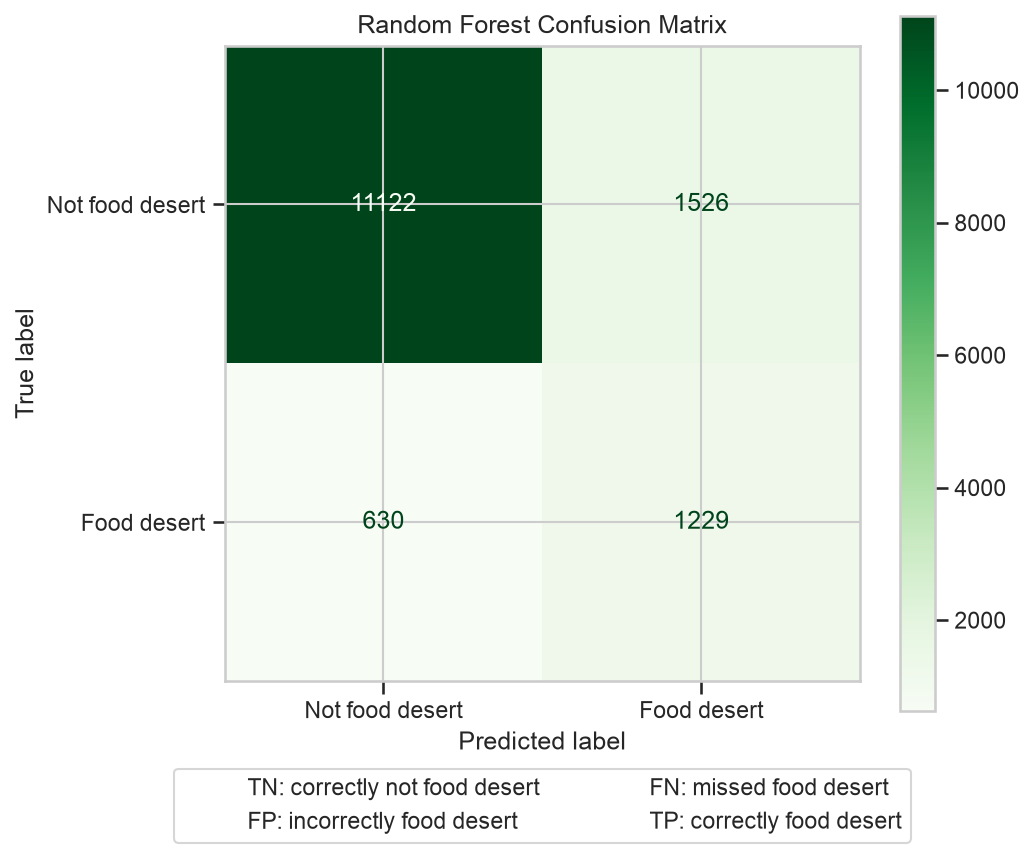 Random Forest Confusion Matrix
10000
8000
6000
4000
2000
True label
Not food desert
11122
1526
Food desert
630
1229
Not food desert
Food desert
Predicted label
TN: correctly not food desert
FN: missed food desert
FP: incorrectly food desert
TP: correctly food desert